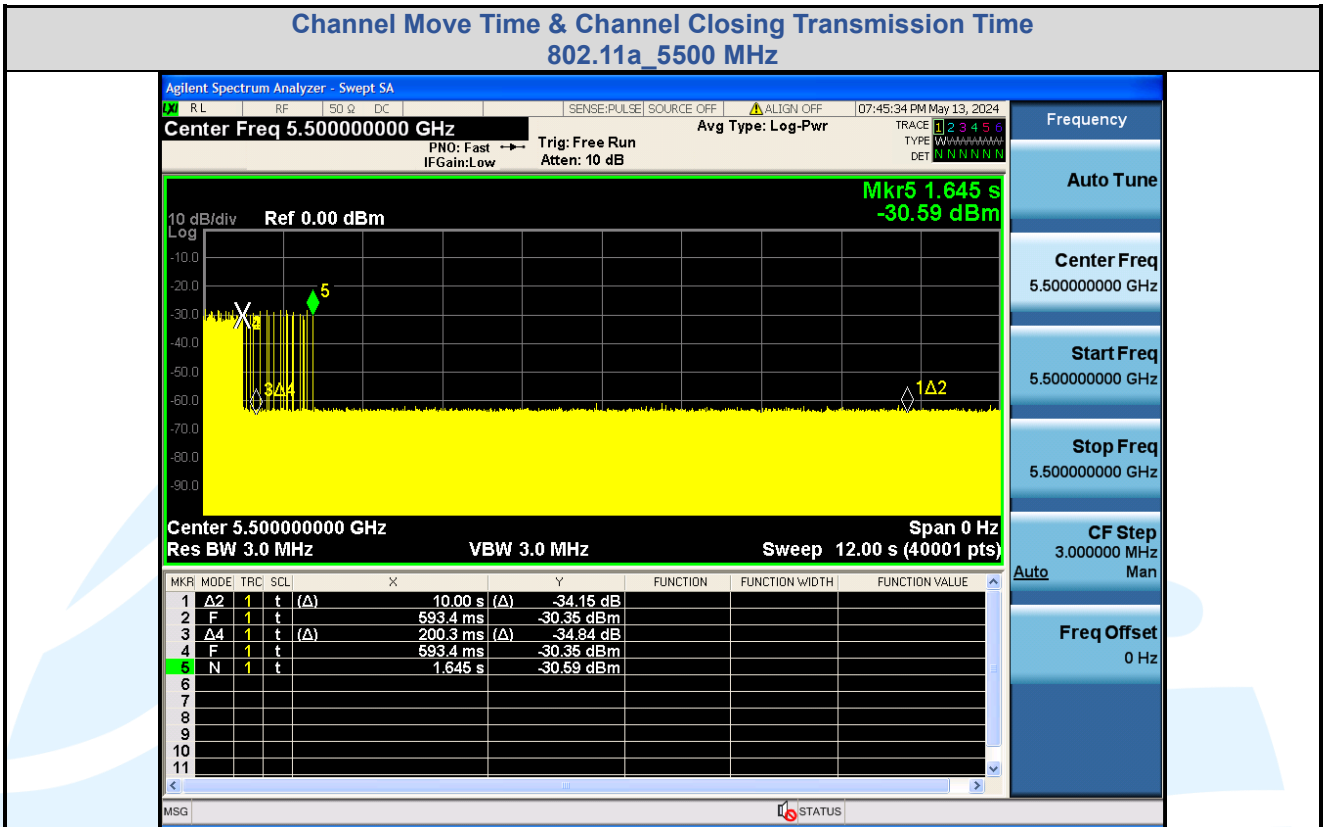 Channel Move Time & Channel Closing Transmission Time
802.11a_5500 MHz
Agilent Spectrum Analyzer - Swept SA
LXI RL RF 50 Ω DC SENSE:PULSE SOURCE OFF ALIGN OFF 07:45:34 PM May 13, 2024
Center Freq 5.500000000 GHz
PNO: Fast
IFGain:Low
Trig: Free Run
Atten: 10 dB
Avg Type: Log-Pwr
TRACE 1 2 3 4 5 6
TYPE WWWWWW
DET N N N N N N
Mkr5 1.645 s
-30.59 dBm
10 dB/div Ref 0.00 dBm
Log
-10.0
-20.0
-30.0
-40.0
-50.0
-60.0
-70.0
-80.0
-90.0
5
3Δ4
1Δ2
Center 5.500000000 GHz Span 0 Hz
Res BW 3.0 MHz VBW 3.0 MHz Sweep 12.00 s (40001 pts)
MKR MODE TRC SCL X Y FUNCTION FUNCTION WIDTH FUNCTION VALUE
1 Δ2 1 t (Δ) 10.00 s (Δ) -34.15 dB
2 F 1 t 593.4 ms -30.35 dBm
3 Δ4 1 t (Δ) 200.3 ms (Δ) -34.84 dB
4 F 1 t 593.4 ms -30.35 dBm
5 N 1 t 1.645 s -30.59 dBm
6
7
8
9
10
11
MSG STATUS
Frequency
Auto Tune
Center Freq
5.500000000 GHz
Start Freq
5.500000000 GHz
Stop Freq
5.500000000 GHz
CF Step
3.000000 MHz
Auto Man
Freq Offset
0 Hz